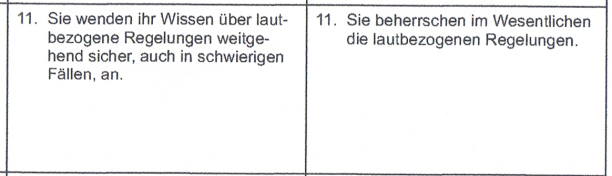 11. Sie wenden ihr Wissen über laut-
bezogene Regelungen weitge-
hend sicher, auch in schwierigen
Fällen, an.
11. Sie beherrschen im Wesentlichen
die lautbezogenen Regelungen.